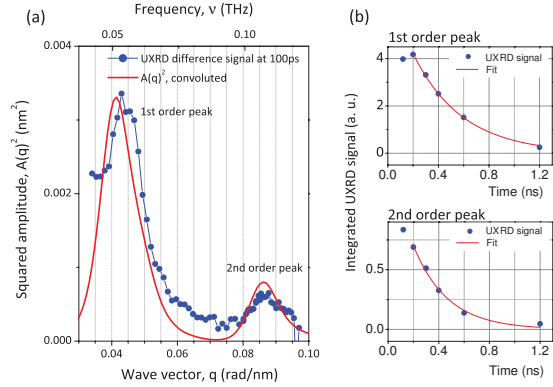 (a)
Frequency, ν (THz)
0.05 0.10
0.004
0.002
0.000
Squared amplitude, A(q)² (nm²)
UXRD difference signal at 100ps
A(q)², convoluted
1st order peak
2nd order peak
0.04 0.06 0.08 0.10
Wave vector, q (rad/nm)
(b)
Integrated UXRD signal (a. u.)
1st order peak
UXRD signal
Fit
4
2
0
0.0 0.4 0.8 1.2
Time (ns)
2nd order peak
UXRD signal
Fit
0.5
0.0
0.0 0.4 0.8 1.2
Time (ns)